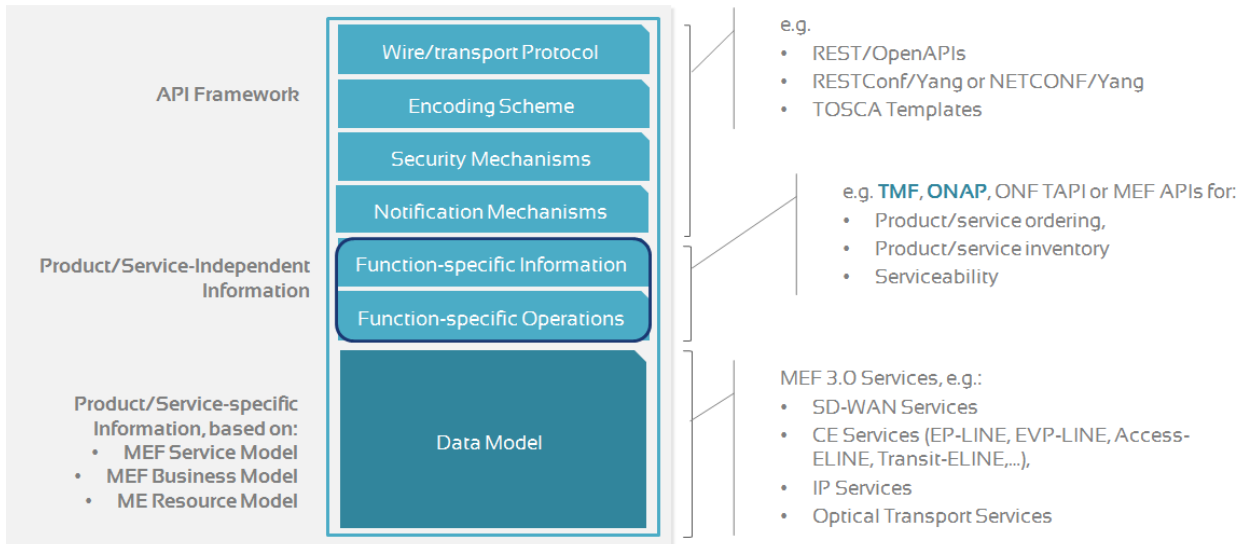 API Framework
Wire/transport Protocol
Encoding Scheme
Security Mechanisms
Notification Mechanisms
e.g.
• REST/OpenAPIs
• RESTConf/Yang or NETCONF/Yang
• TOSCA Templates
Product/Service-Independent
Information
Function-specific Information
Function-specific Operations
e.g. TMF, ONAP, ONF TAPI or MEF APIs for:
• Product/service ordering,
• Product/service inventory
• Serviceability
Product/Service-specific
Information, based on:
• MEF Service Model
• MEF Business Model
• ME Resource Model
Data Model
MEF 3.0 Services, e.g.:
• SD-WAN Services
• CE Services (EP-LINE, EVP-LINE, Access-
ELINE, Transit-ELINE,...),
• IP Services
• Optical Transport Services